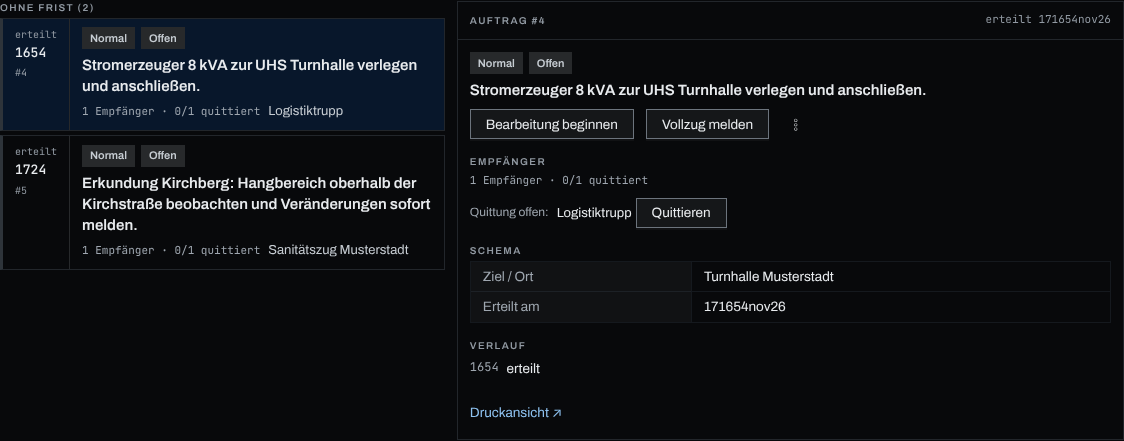 OHNE FRIST (2)
erteilt
1654
#4
Normal Offen
Stromerzeuger 8 kVA zur UHS Turnhalle verlegen
und anschließen.
1 Empfänger · 0/1 quittiert Logistiktrupp
erteilt
1724
#5
Normal Offen
Erkundung Kirchberg: Hangbereich oberhalb der
Kirchstraße beobachten und Veränderungen sofort
melden.
1 Empfänger · 0/1 quittiert Sanitätszug Musterstadt
AUFTRAG #4 erteilt 171654nov26
Normal Offen
Stromerzeuger 8 kVA zur UHS Turnhalle verlegen und anschließen.
Bearbeitung beginnen Vollzug melden
EMPFÄNGER
1 Empfänger · 0/1 quittiert
Quittung offen: Logistiktrupp Quittieren
SCHEMA
Ziel / Ort Turnhalle Musterstadt
Erteilt am 171654nov26
VERLAUF
1654 erteilt
Druckansicht ↗